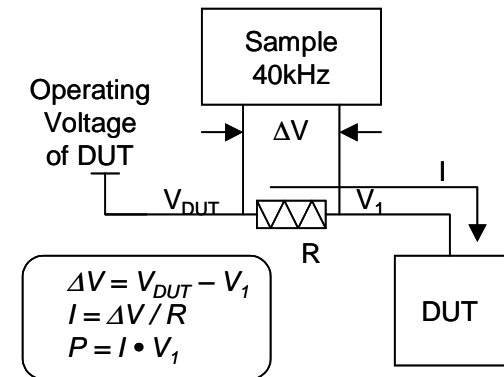 Sample
40kHz
Operating
Voltage
of DUT
ΔV
I
V_DUT
V_1
R
ΔV = V_DUT – V_1
I = ΔV / R
P = I • V_1
DUT